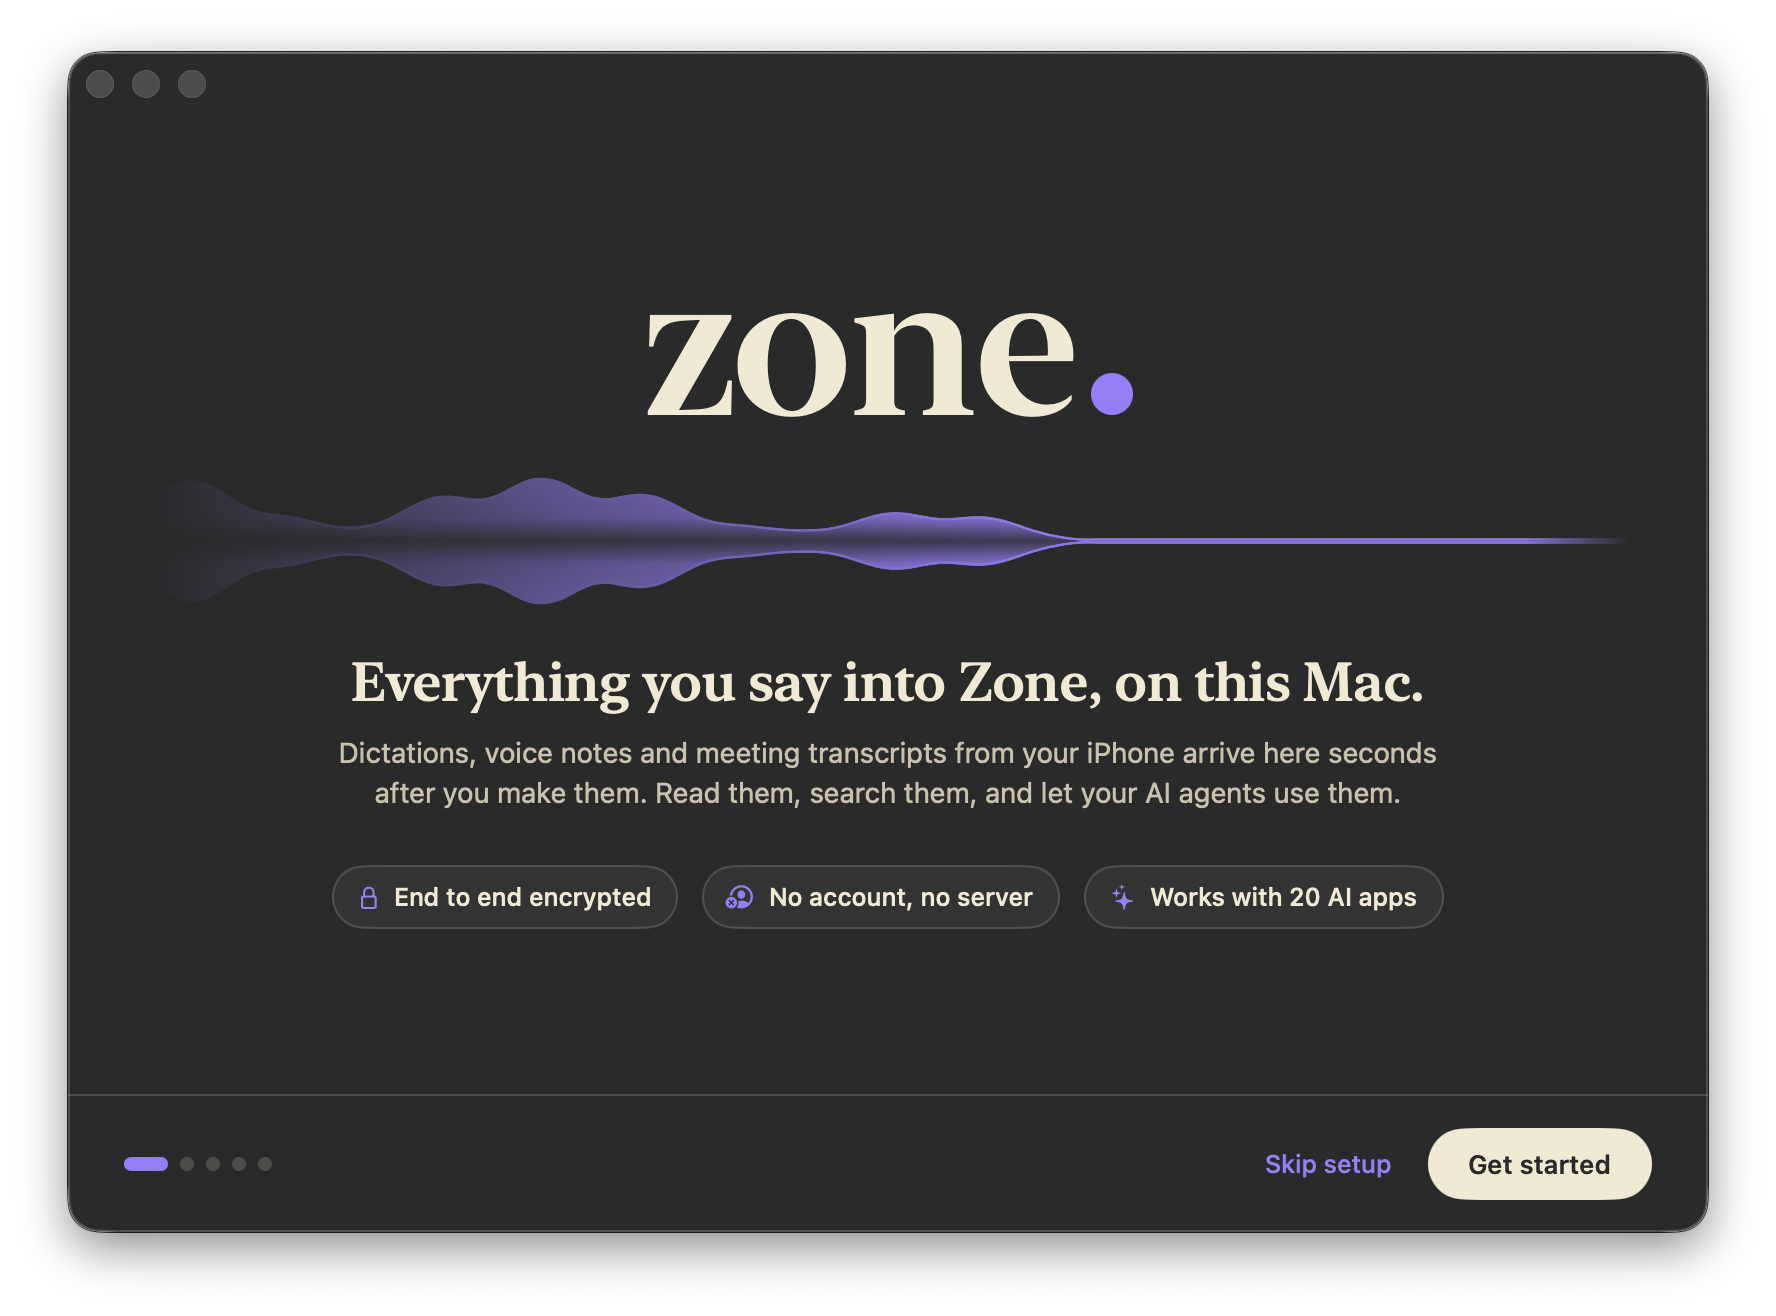 zone.
Everything you say into Zone, on this Mac.
Dictations, voice notes and meeting transcripts from your iPhone arrive here seconds
after you make them. Read them, search them, and let your AI agents use them.
End to end encrypted
No account, no server
Works with 20 AI apps
Skip setup
Get started